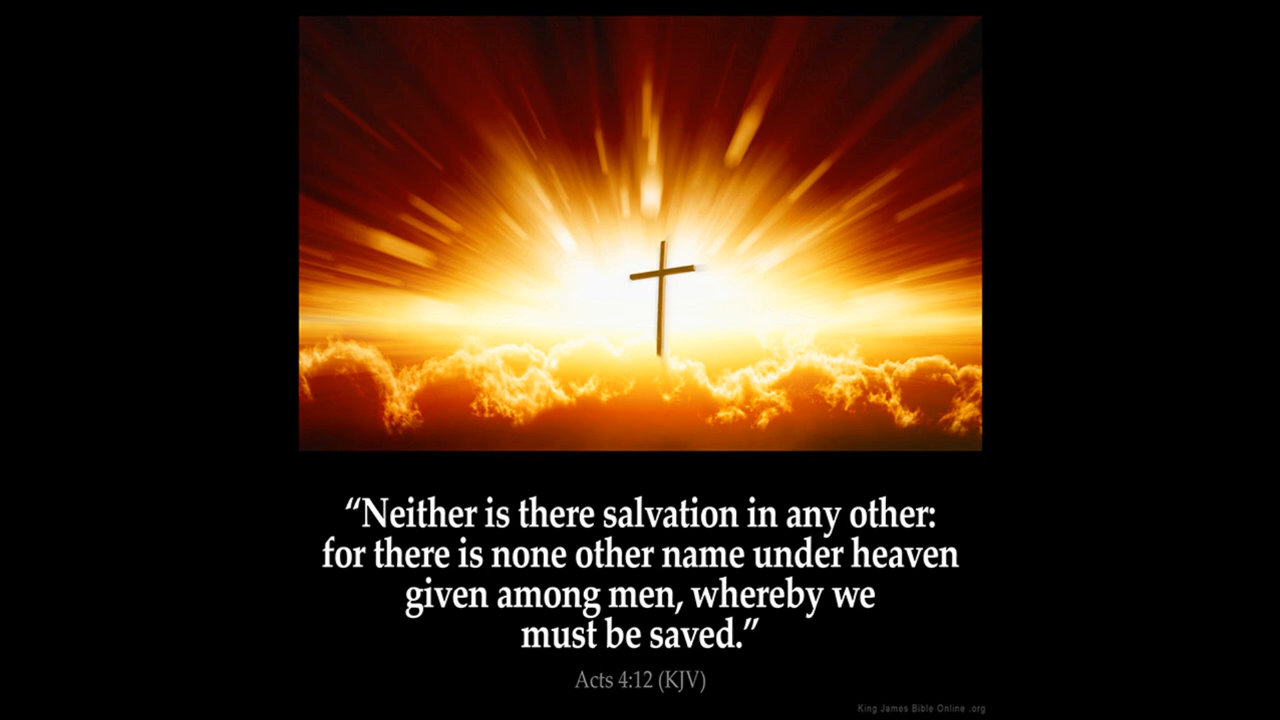 “Neither is there salvation in any other:
for there is none other name under heaven
given among men, whereby we
must be saved.”
Acts 4:12 (KJV)
King James Bible Online .org